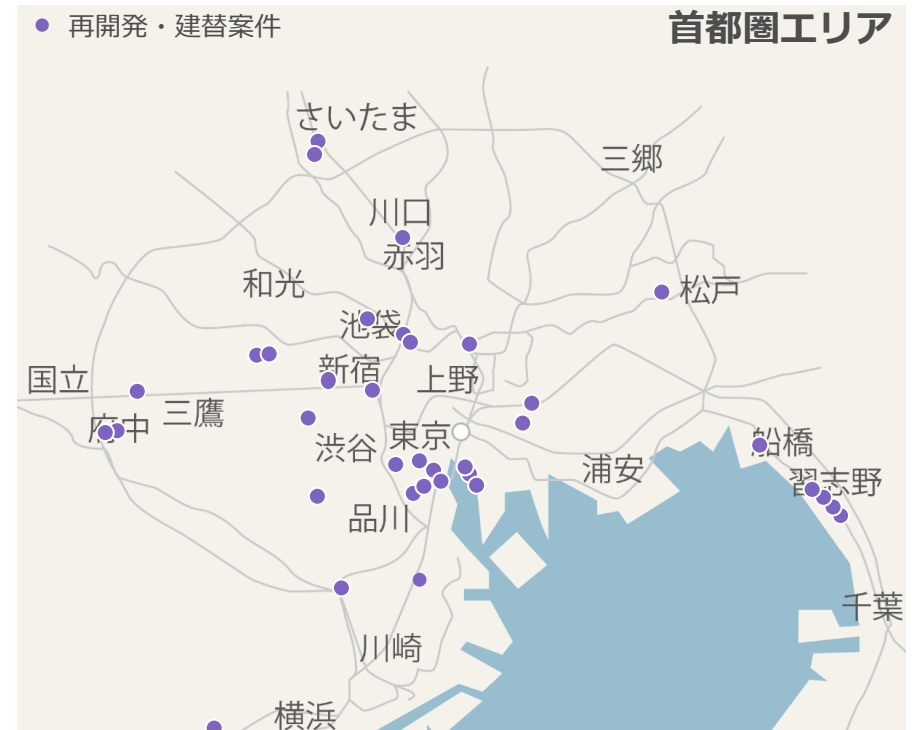 再開発・建替案件
首都圏エリア
さいたま
三郷
川口
赤羽
和光
松戸
池袋
新宿
国立
上野
三鷹
府中
渋谷
東京
船橋
浦安
習志野
品川
千葉
川崎
横浜